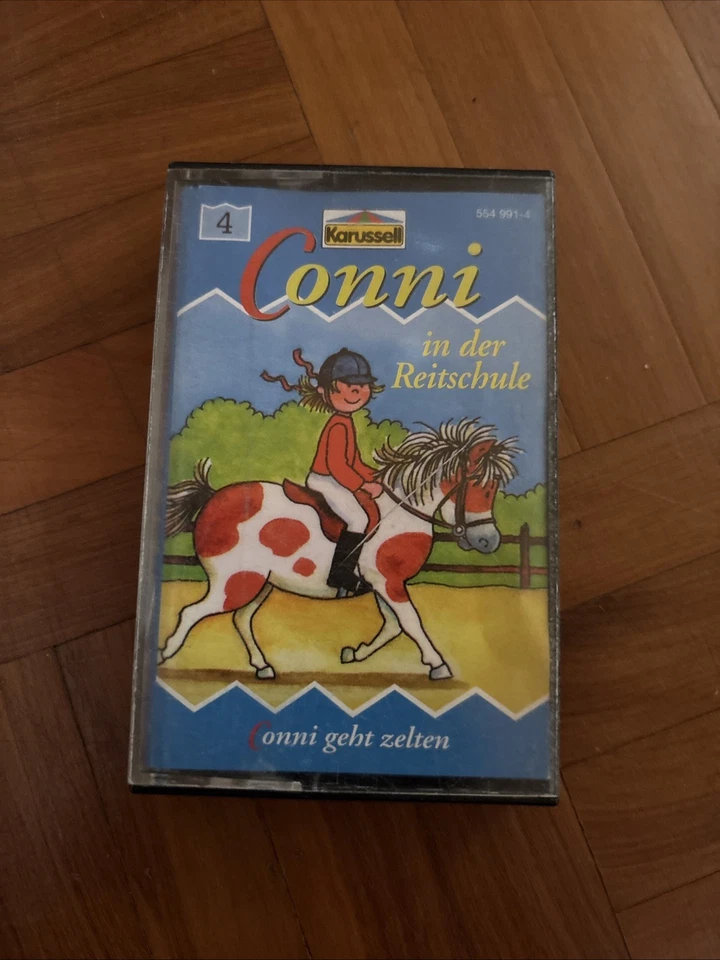 4
Karussell
554 991-4
Conni
in der
Reitschule
Conni geht zelten